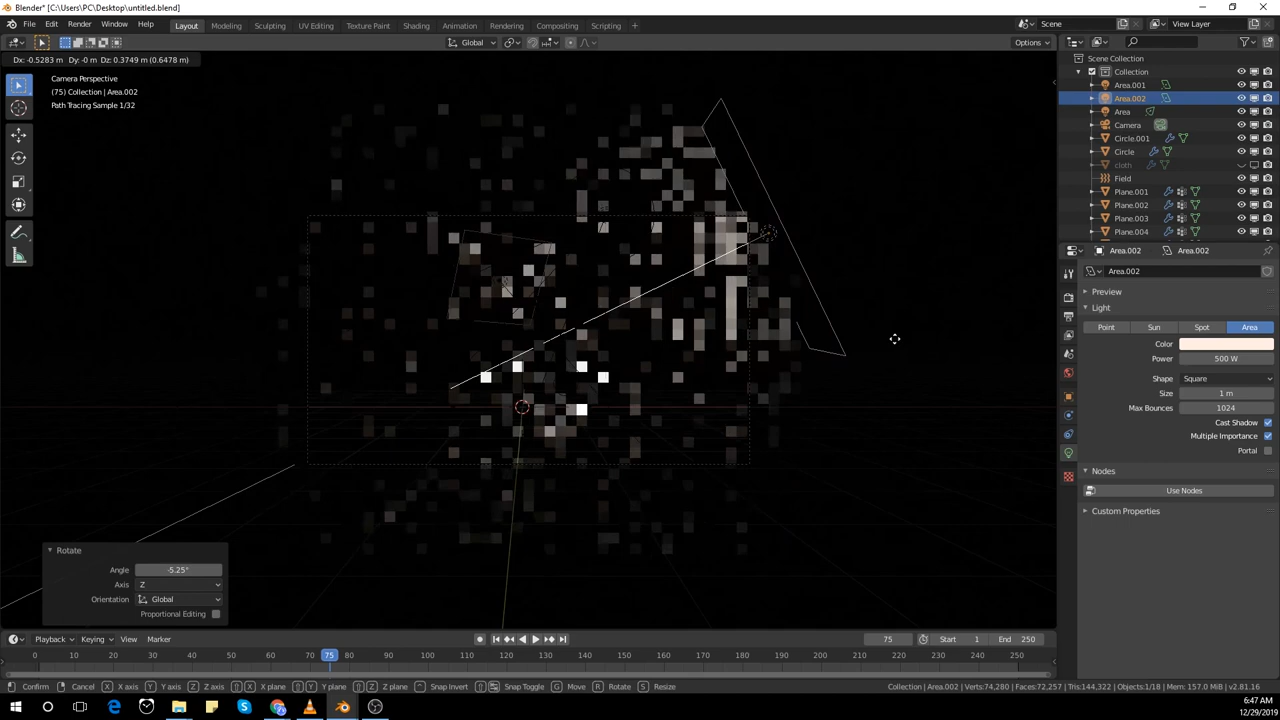 Blender* [C:\Users\PC\Desktop\untitled.blend]
File Edit Render Window Help Layout Modeling Sculpting UV Editing Texture Paint Shading Animation Rendering Compositing Scripting + Scene View Layer
Global Options
Dx: -0.5283 m Dy: -0 m Dz: 0.3749 m (0.6478 m)
Camera Perspective
(75) Collection | Area.002
Path Tracing Sample 1/32
Scene Collection
Collection
Area.001
Area.002
Area
Camera
Circle.001
Circle
cloth
Field
Plane.001
Plane.002
Plane.003
Plane.004
Area.002 Area.002
Area.002
Preview
Light
Point Sun Spot Area
Color
Power 500 W
Shape Square
Size 1 m
Max Bounces 1024
Cast Shadow
Multiple Importance
Portal
Nodes
Use Nodes
Custom Properties
Rotate
Angle -5.25°
Axis Z
Orientation Global
Proportional Editing
Playback Keying View Marker 75 Start 1 End 250
0 10 20 30 40 50 60 70 75 80 90 100 110 120 130 140 150 160 170 180 190 200 210 220 230 240 250
Confirm Cancel X X axis Y Y axis Z Z axis X X plane Y Y plane Z Z plane Snap Invert Snap Toggle G Move R Rotate S Resize Collection | Area.002 | Verts:74,280 | Faces:72,257 | Tris:144,322 | Objects:1/18 | Mem: 157.0 MiB | v2.81.16
6:47 AM
12/29/2019